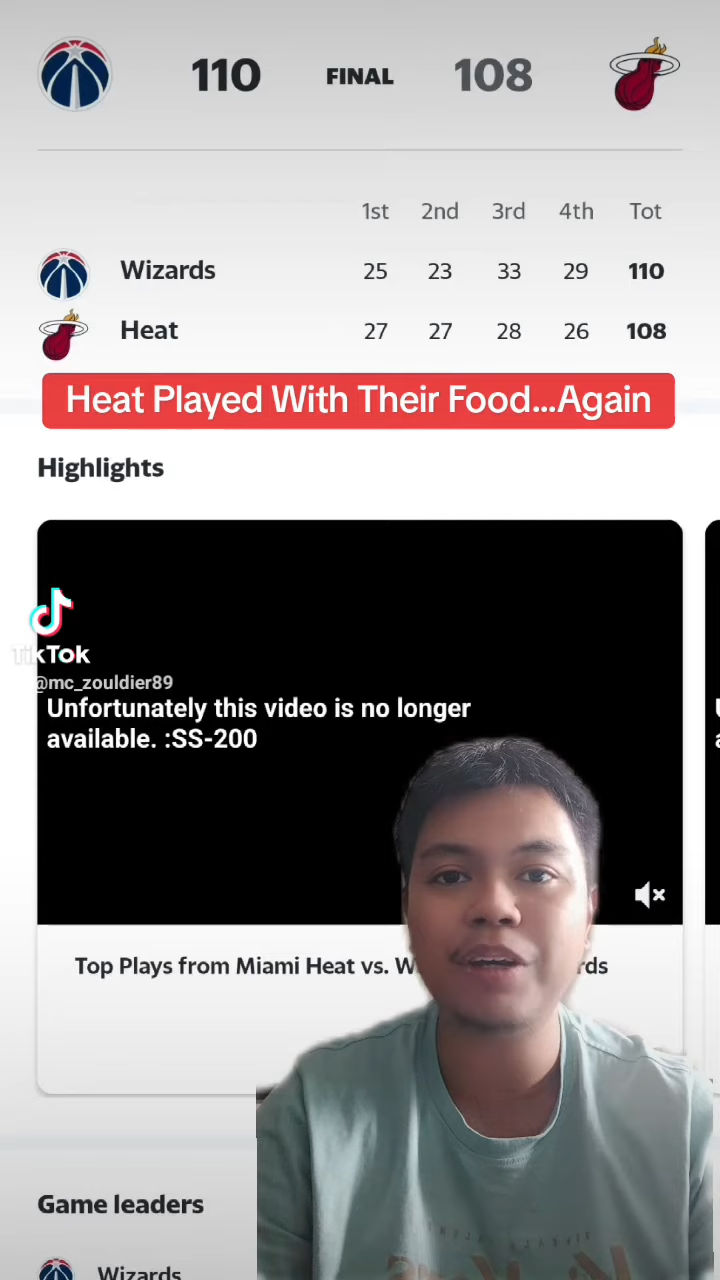 110 FINAL 108
1st 2nd 3rd 4th Tot
Wizards 25 23 33 29 110
Heat 27 27 28 26 108
Heat Played With Their Food...Again
Highlights
TikTok
@mc_zouldier89
Unfortunately this video is no longer
available. :SS-200
Top Plays from Miami Heat vs. W rds
Game leaders
Wizards